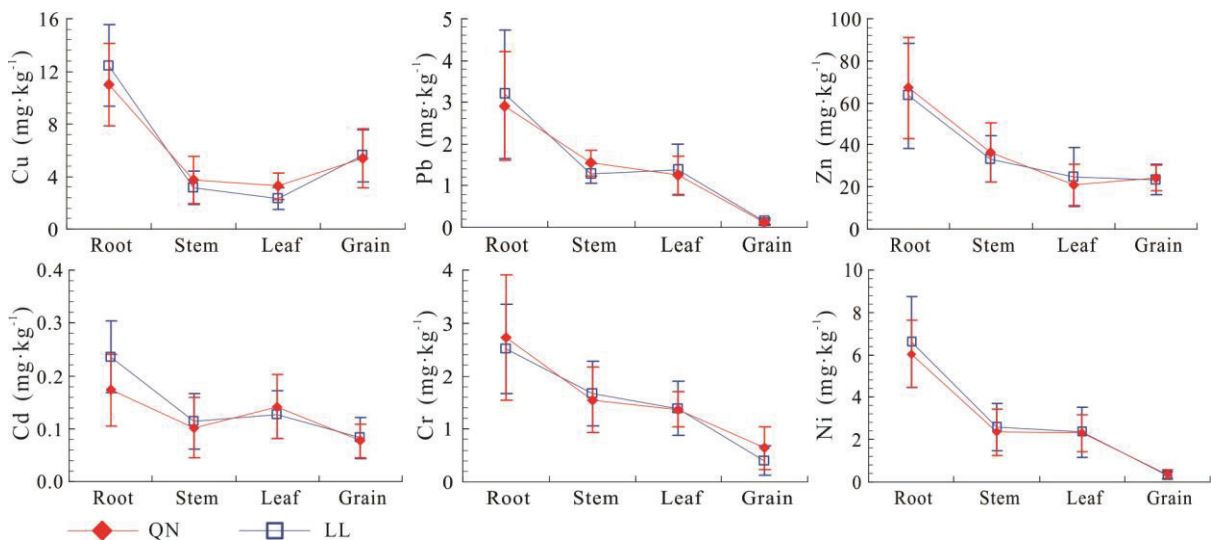 Cu (mg·kg⁻¹)
16
12
8
4
0
Root Stem Leaf Grain
Pb (mg·kg⁻¹)
5
4
3
2
1
0
Root Stem Leaf Grain
Zn (mg·kg⁻¹)
100
80
60
40
20
0
Root Stem Leaf Grain
Cd (mg·kg⁻¹)
0.4
0.3
0.2
0.1
0.0
Root Stem Leaf Grain
Cr (mg·kg⁻¹)
4
3
2
1
0
Root Stem Leaf Grain
Ni (mg·kg⁻¹)
10
8
6
4
2
0
Root Stem Leaf Grain
QN LL